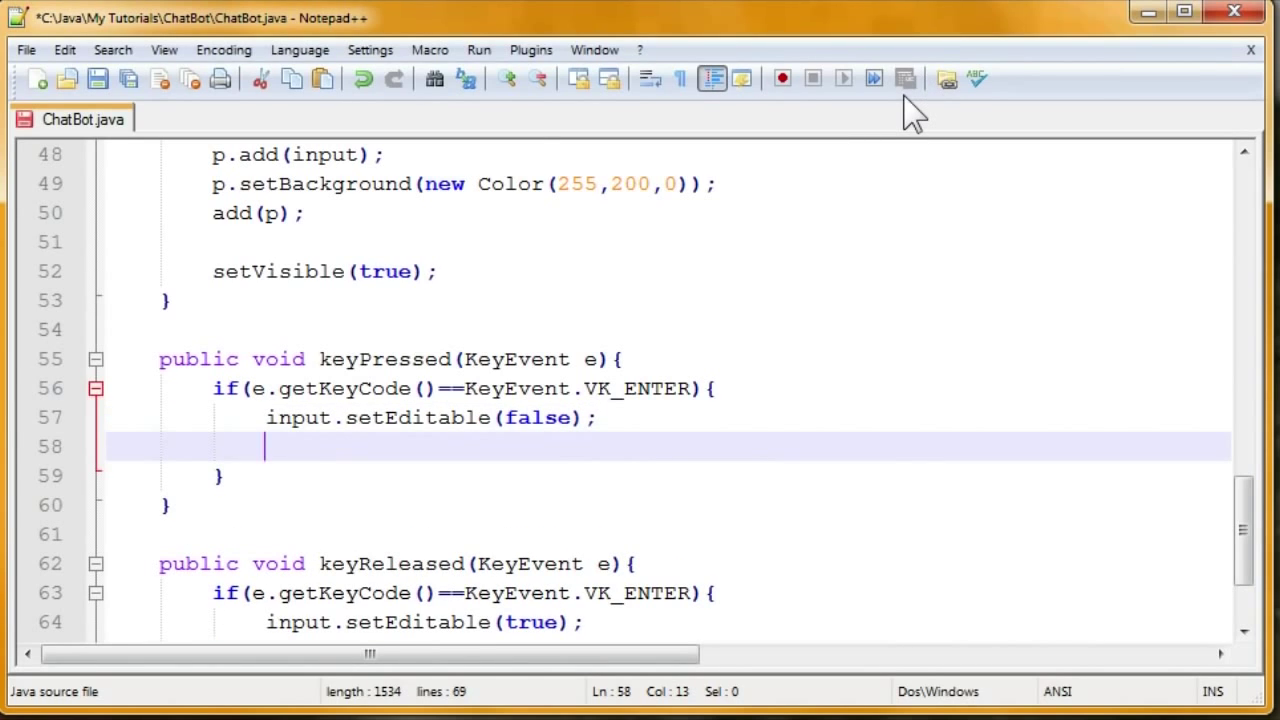 *C:\Java\My Tutorials\ChatBot\ChatBot.java - Notepad++
File Edit Search View Encoding Language Settings Macro Run Plugins Window ? X
ABC
ChatBot.java
48 p.add(input);
49 p.setBackground(new Color(255,200,0));
50 add(p);
51
52 setVisible(true);
53 }
54
55 public void keyPressed(KeyEvent e){
56 if(e.getKeyCode()==KeyEvent.VK_ENTER){
57 input.setEditable(false);
58
59 }
60 }
61
62 public void keyReleased(KeyEvent e){
63 if(e.getKeyCode()==KeyEvent.VK_ENTER){
64 input.setEditable(true);
Java source file length : 1534 lines : 69 Ln : 58 Col : 13 Sel : 0 Dos\Windows ANSI INS